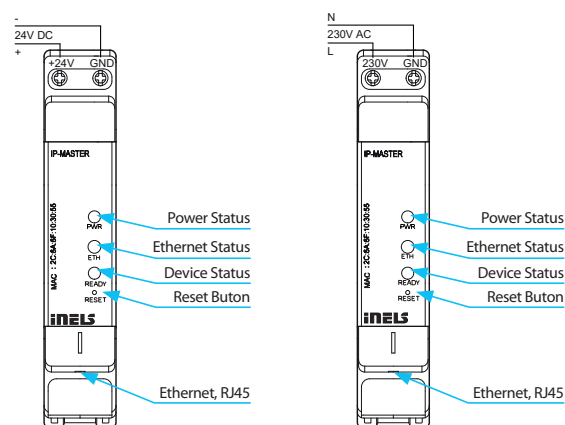 -
24V DC
+
+24V GND
IP-MASTER
MAC : 2C:6A:6F:10:30:55
PWR
Power Status
ETH
Ethernet Status
READY
Device Status
RESET
Reset Buton
iNELS
Ethernet, RJ45
N
230V AC
L
230V GND
IP-MASTER
MAC : 2C:6A:6F:10:30:55
PWR
Power Status
ETH
Ethernet Status
READY
Device Status
RESET
Reset Buton
iNELS
Ethernet, RJ45